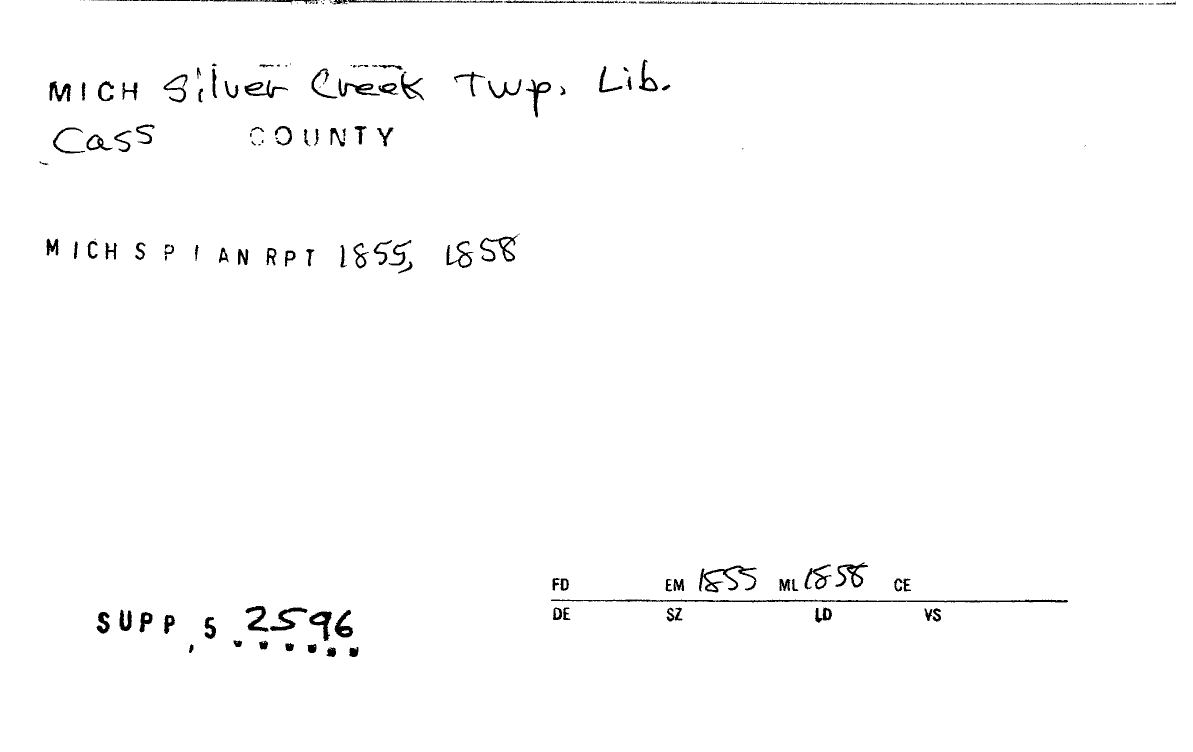 MICH Silver Creek Twp. Lib.
Cass COUNTY
MICH S P I AN RPT 1855, 1858
FD EM 1855 ML 1858 CE
DE SZ LD VS
SUPP, 5 2596